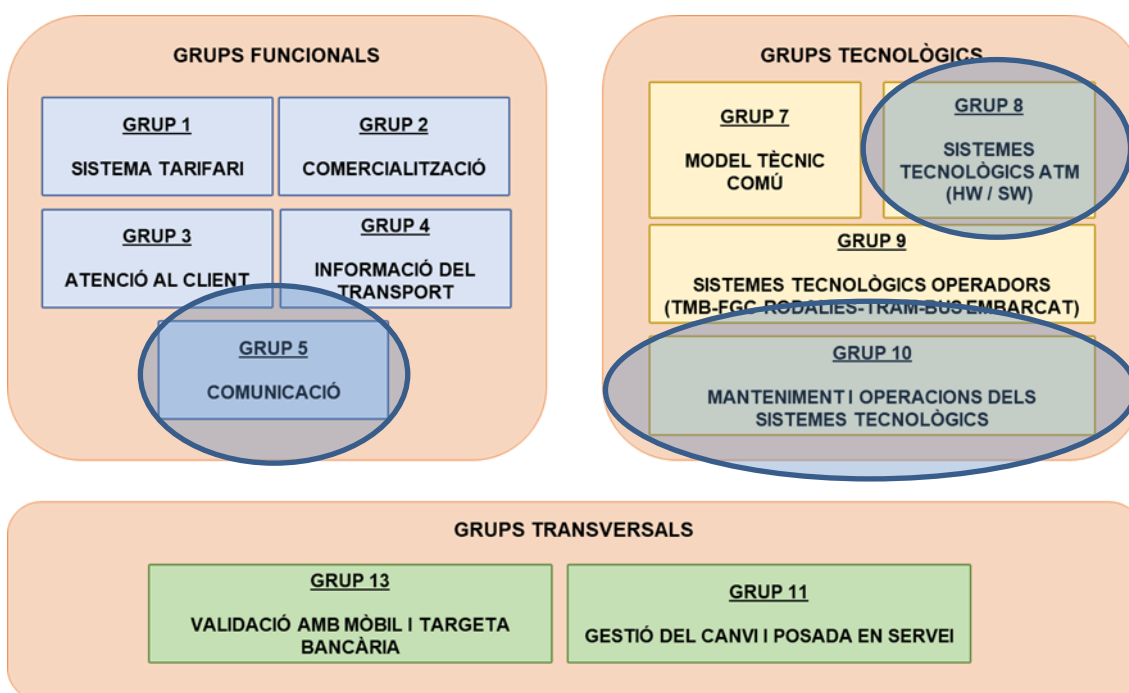 GRUPS FUNCIONALS
GRUP 1
SISTEMA TARIFARI
GRUP 2
COMERCIALITZACIÓ
GRUP 3
ATENCIÓ AL CLIENT
GRUP 4
INFORMACIÓ DEL
TRANSPORT
GRUP 5
COMUNICACIÓ
GRUPS TECNOLÒGICS
GRUP 7
MODEL TÈCNIC
COMÚ
GRUP 8
SISTEMES
TECNOLÒGICS ATM
(HW / SW)
GRUP 9
SISTEMES TECNOLÒGICS OPERADORS
(TMB-FGC-RODALIES-TRAM-BUS EMBARCAT)
GRUP 10
MANTENIMENT I OPERACIONS DELS
SISTEMES TECNOLÒGICS
GRUPS TRANSVERSALS
GRUP 13
VALIDACIÓ AMB MÒBIL I TARGETA
BANCÀRIA
GRUP 11
GESTIÓ DEL CANVI I POSADA EN SERVEI